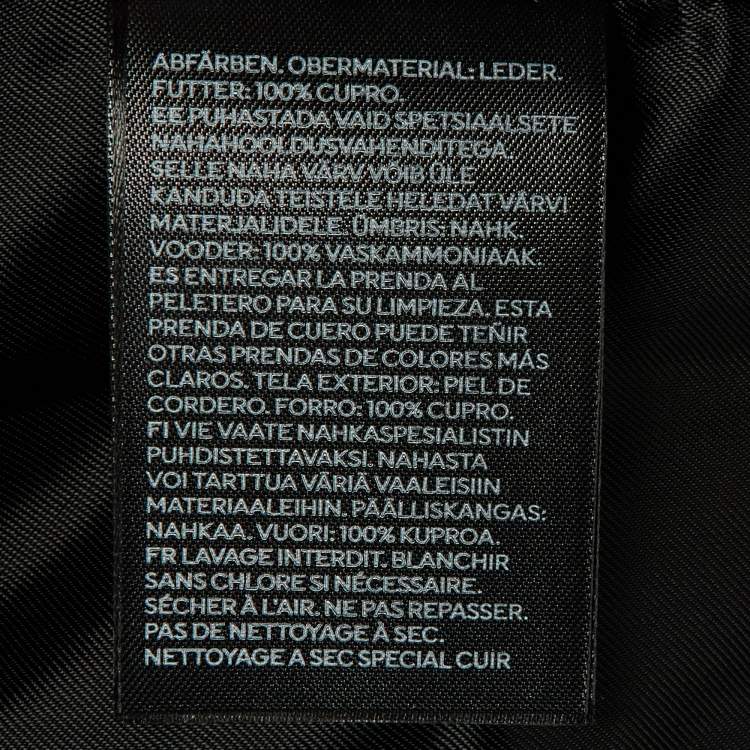 ABFÄRBEN. OBERMATERIAL: LEDER.
FUTTER: 100% CUPRO.
EE PUHASTADA VAID SPETSIAALSETE
NAHAHOOLDUSVAHENDITEGA.
SELLE NAHA VÄRV VÕIB ÜLE
KANDUDA TEISTELE HELEDAT VÄRVI
MATERJALIDELE. ÜMBRIS: NAHK.
VOODER: 100% VASKAMMONIAAK.
ES ENTREGAR LA PRENDA AL
PELETERO PARA SU LIMPIEZA. ESTA
PRENDA DE CUERO PUEDE TEÑIR
OTRAS PRENDAS DE COLORES MÁS
CLAROS. TELA EXTERIOR: PIEL DE
CORDERO. FORRO: 100% CUPRO.
FI VIE VAATE NAHKASPESIALISTIN
PUHDISTETTAVAKSI. NAHASTA
VOI TARTTUA VÄRIÄ VAALEISIIN
MATERIAALEIHIN. PÄÄLLISKANGAS:
NAHKAA. VUORI: 100% KUPROA.
FR LAVAGE INTERDIT. BLANCHIR
SANS CHLORE SI NÉCESSAIRE.
SÉCHER À L'AIR. NE PAS REPASSER.
PAS DE NETTOYAGE À SEC.
NETTOYAGE A SEC SPECIAL CUIR